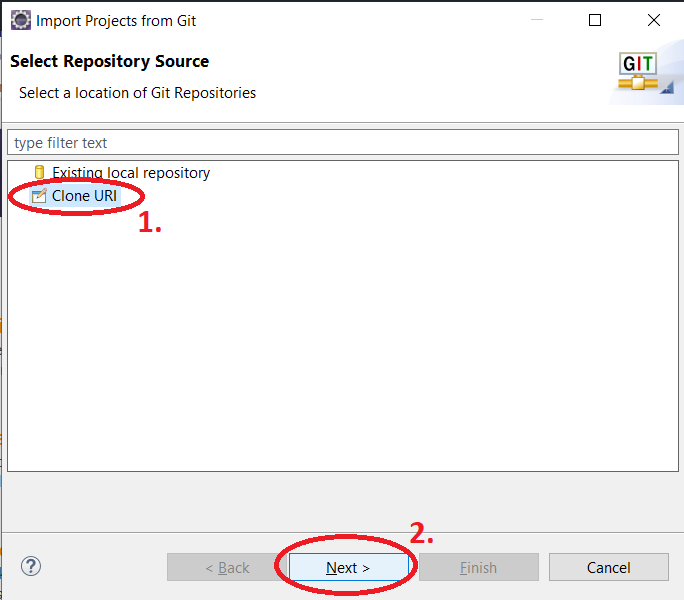 Import Projects from Git
Select Repository Source
Select a location of Git Repositories
GIT
type filter text
Existing local repository
Clone URI
1.
2.
?
< Back
Next >
Finish
Cancel